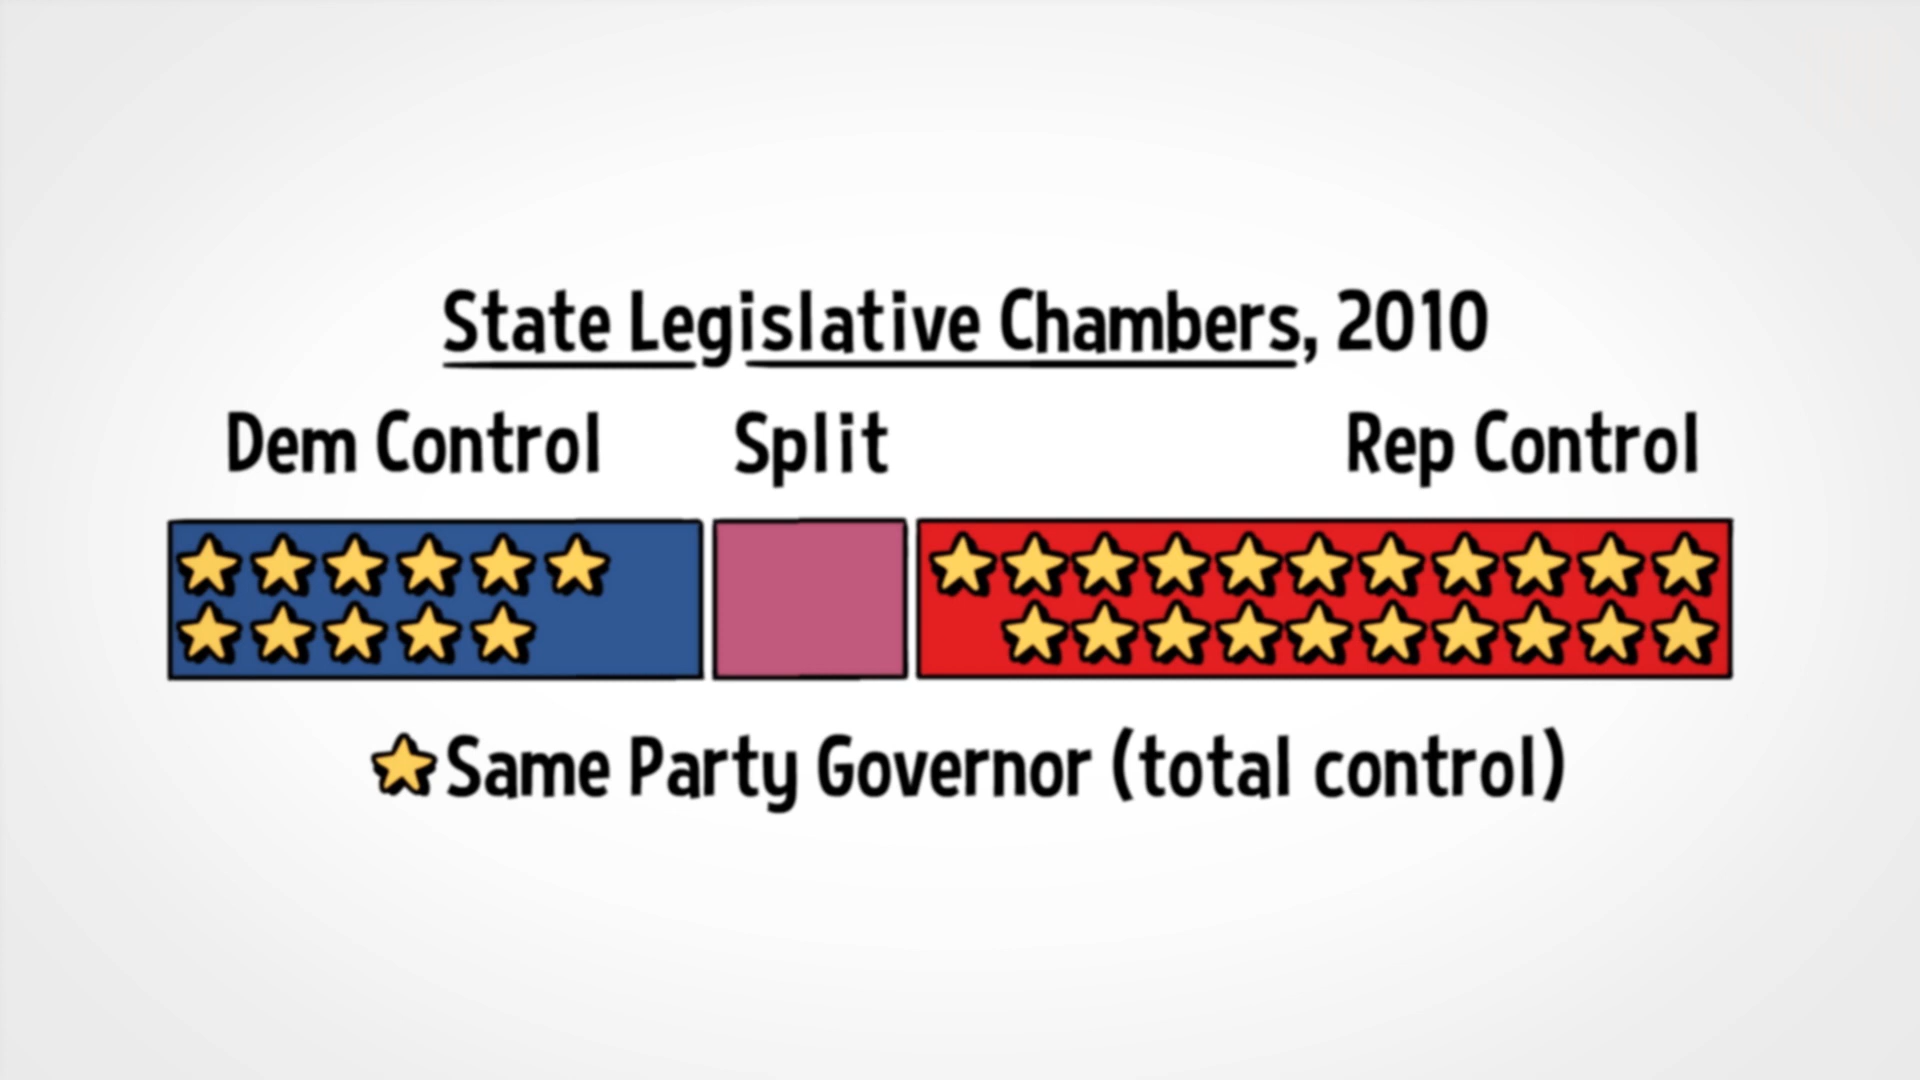 State Legislative Chambers, 2010
Dem Control Split Rep Control
Same Party Governor (total control)